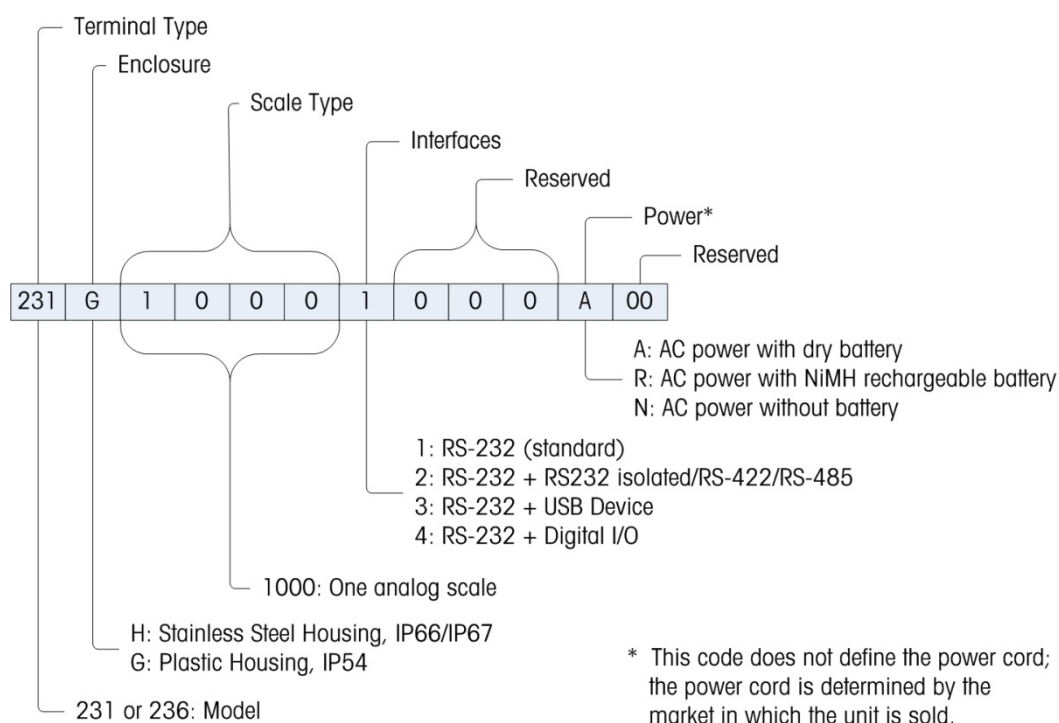 Terminal Type
Enclosure
Scale Type
Interfaces
Reserved
Power*
Reserved
231 G 1 0 0 0 1 0 0 0 A 00
A: AC power with dry battery
R: AC power with NiMH rechargeable battery
N: AC power without battery
1: RS-232 (standard)
2: RS-232 + RS232 isolated/RS-422/RS-485
3: RS-232 + USB Device
4: RS-232 + Digital I/O
1000: One analog scale
H: Stainless Steel Housing, IP66/IP67
G: Plastic Housing, IP54
231 or 236: Model
* This code does not define the power cord;
the power cord is determined by the
market in which the unit is sold.